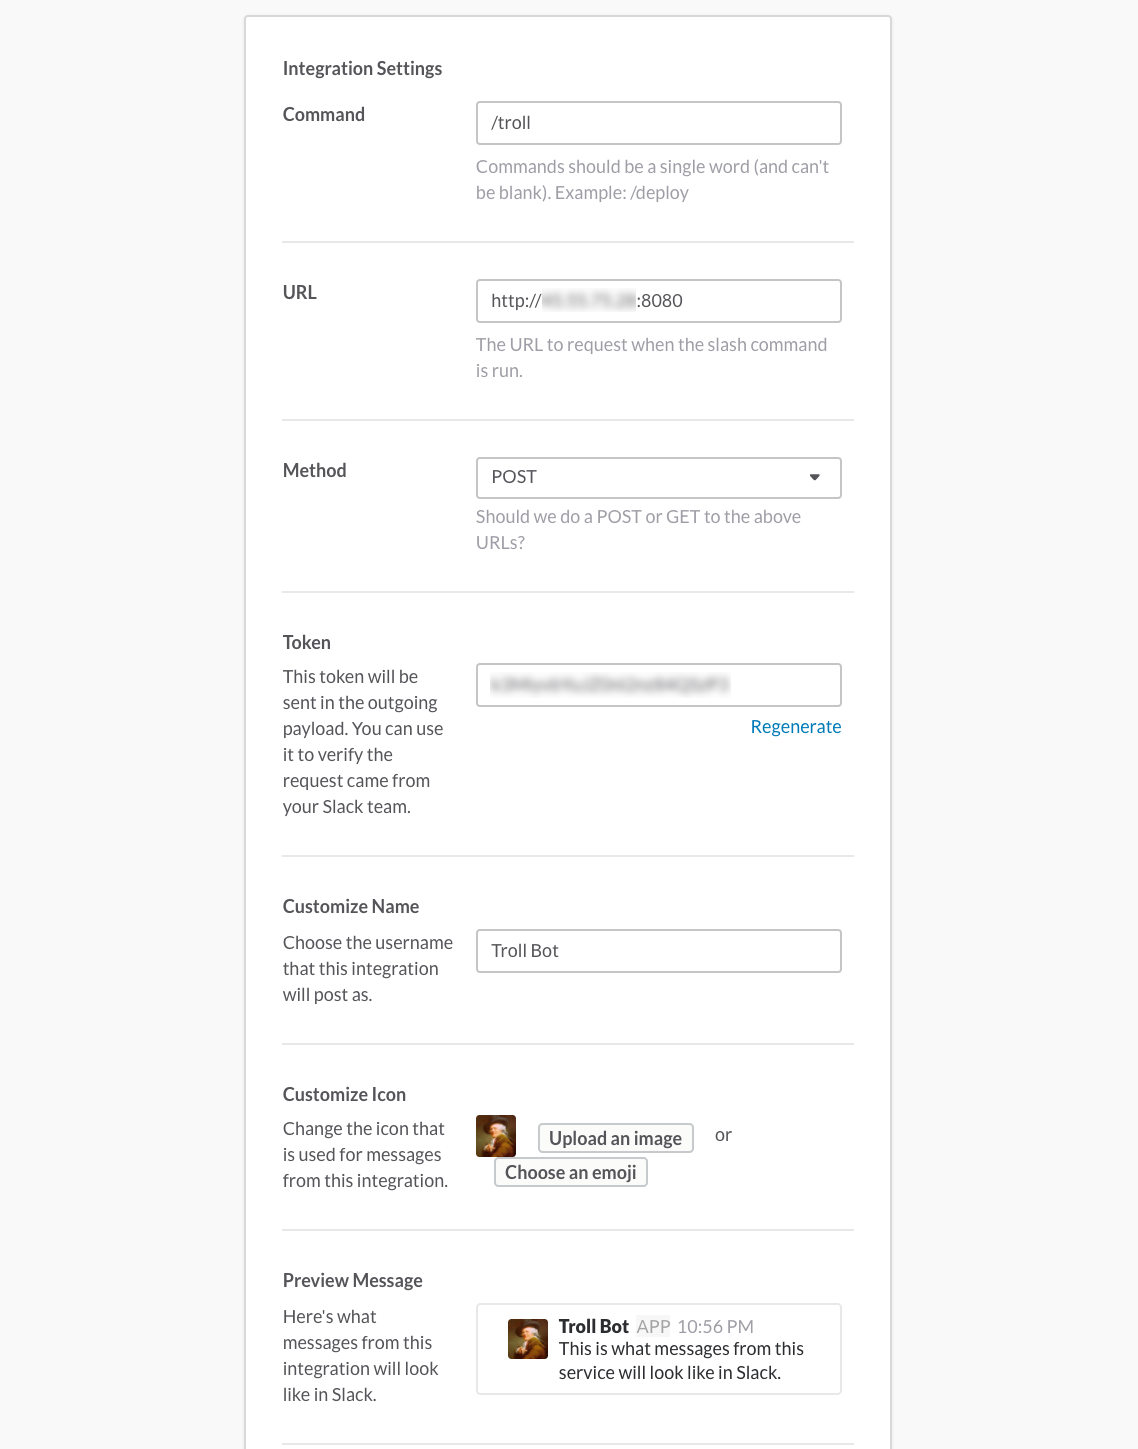 Integration Settings
Command
/troll
Commands should be a single word (and can't
be blank). Example: /deploy
URL
http:// :8080
The URL to request when the slash command
is run.
Method
POST
Should we do a POST or GET to the above
URLs?
Token
This token will be
sent in the outgoing
payload. You can use
it to verify the
request came from
your Slack team.
Regenerate
Customize Name
Choose the username
that this integration
will post as.
Troll Bot
Customize Icon
Change the icon that
is used for messages
from this integration.
Upload an image or
Choose an emoji
Preview Message
Here's what
messages from this
integration will look
like in Slack.
Troll Bot APP 10:56 PM
This is what messages from this
service will look like in Slack.